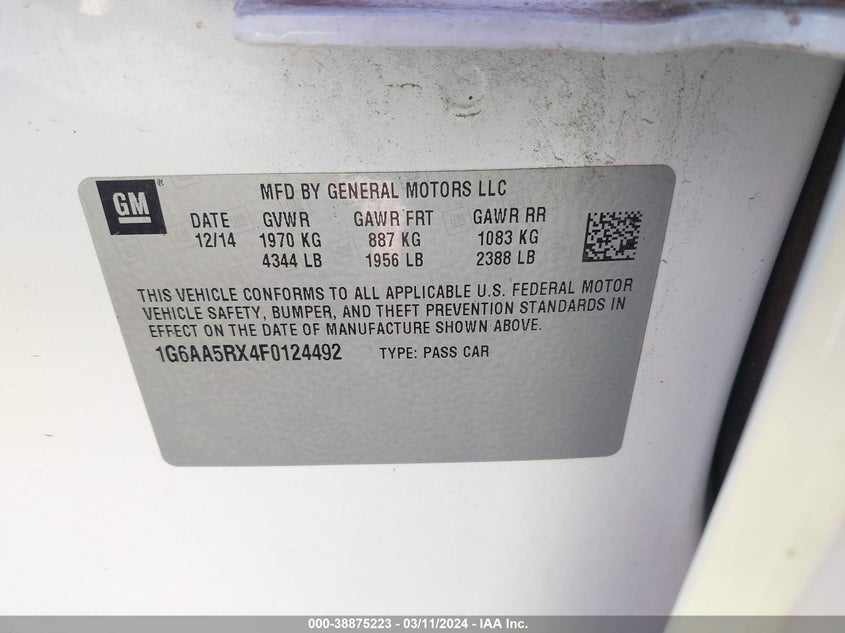 GM
®
MFD BY GENERAL MOTORS LLC
DATE GVWR GAWR FRT GAWR RR
12/14 1970 KG 887 KG 1083 KG
4344 LB 1956 LB 2388 LB
THIS VEHICLE CONFORMS TO ALL APPLICABLE U.S. FEDERAL MOTOR
VEHICLE SAFETY, BUMPER, AND THEFT PREVENTION STANDARDS IN
EFFECT ON THE DATE OF MANUFACTURE SHOWN ABOVE.
1G6AA5RX4F0124492 TYPE: PASS CAR
000-38875223 - 03/11/2024 - IAA Inc.